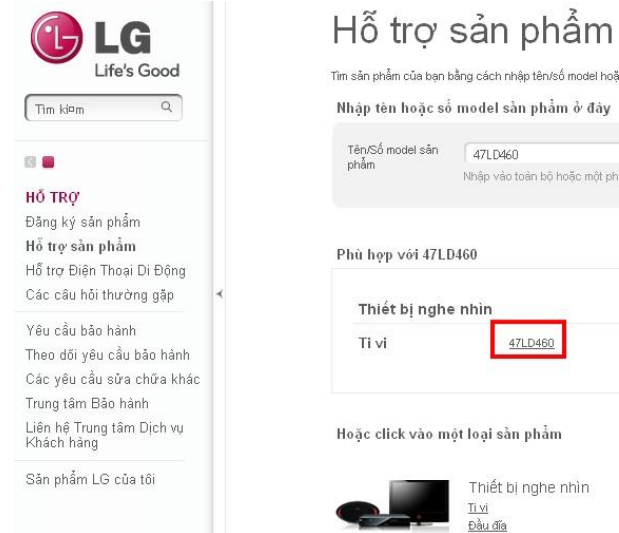 LG
Life's Good
Tìm kiếm
HỖ TRỢ
Đăng ký sản phẩm
Hỗ trợ sản phẩm
Hỗ trợ Điện Thoại Di Động
Các câu hỏi thường gặp
Yêu cầu bảo hành
Theo dõi yêu cầu bảo hành
Các yêu cầu sửa chữa khác
Trung tâm Bảo hành
Liên hệ Trung tâm Dịch vụ
Khách hàng
Sản phẩm LG của tôi
Hỗ trợ sản phẩm
Tìm sản phẩm của bạn bằng cách nhập tên/số model hoặ
Nhập tên hoặc số model sản phẩm ở đây
Tên/Số model sản
phẩm
47LD460
Nhập vào toàn bộ hoặc một ph
Phù hợp với 47LD460
Thiết bị nghe nhìn
Ti vi 47LD460
Hoặc click vào một loại sản phẩm
Thiết bị nghe nhìn
Ti vi
Đầu đĩa